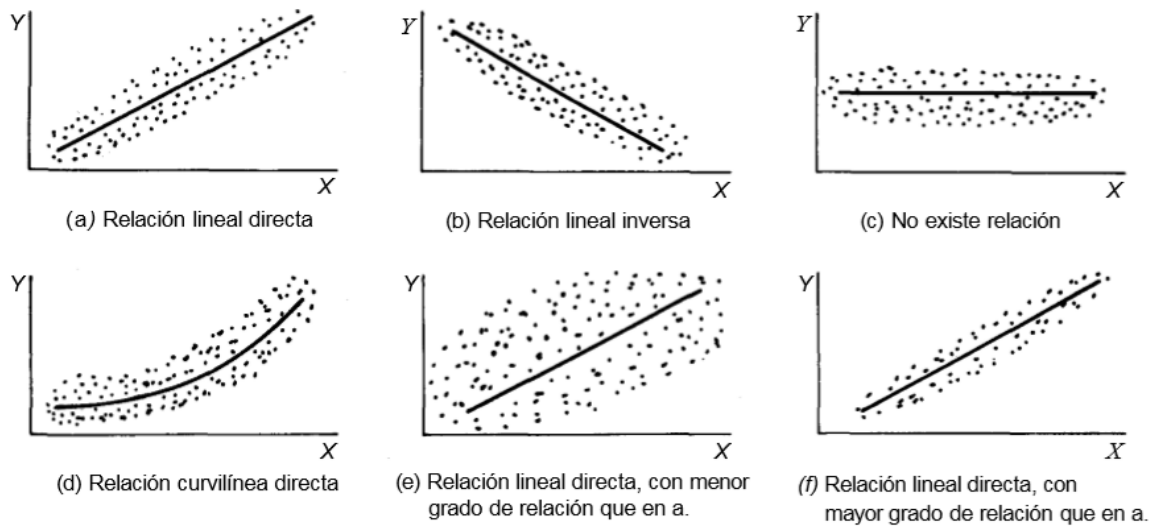 Y
X
(a) Relación lineal directa
Y
X
(b) Relación lineal inversa
Y
X
(c) No existe relación
Y
X
(d) Relación curvilínea directa
Y
X
(e) Relación lineal directa, con menor
grado de relación que en a.
Y
X
(f) Relación lineal directa, con
mayor grado de relación que en a.